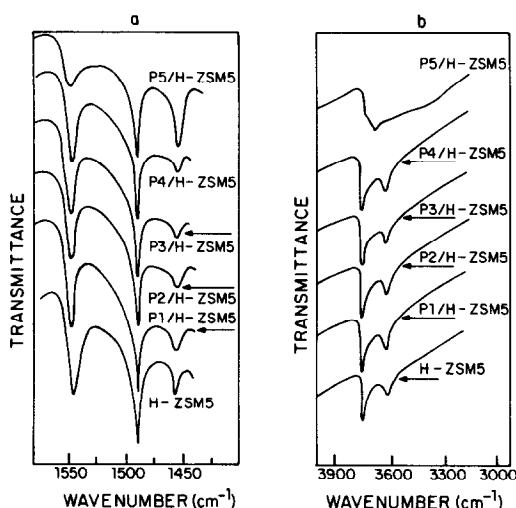 a
P5/H-ZSM5
P4/H-ZSM5
P3/H-ZSM5
P2/H-ZSM5
P1/H-ZSM5
H-ZSM5
TRANSMITTANCE
1550 1500 1450
WAVENUMBER (cm⁻¹)
b
P5/H-ZSM5
P4/H-ZSM5
P3/H-ZSM5
P2/H-ZSM5
P1/H-ZSM5
H-ZSM5
TRANSMITTANCE
3900 3600 3000
WAVENUMBER (cm⁻¹)